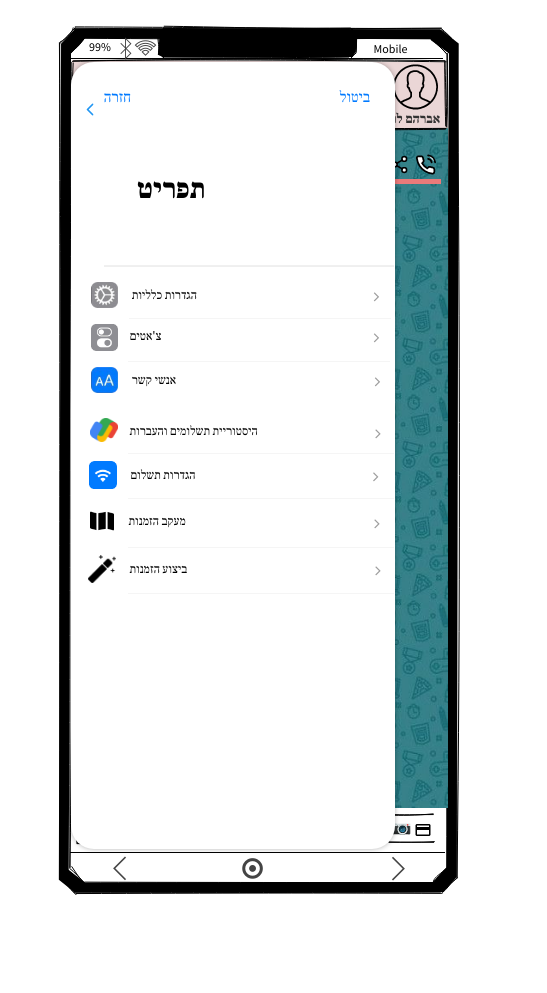 99%
Mobile
ביטול
חזרה
אברהם לו
תפריט
הגדרות כלליות
צ'אטים
AA
אנשי קשר
היסטוריית תשלומים והעברות
הגדרות תשלום
מעקב הזמנות
ביצוע הזמנות